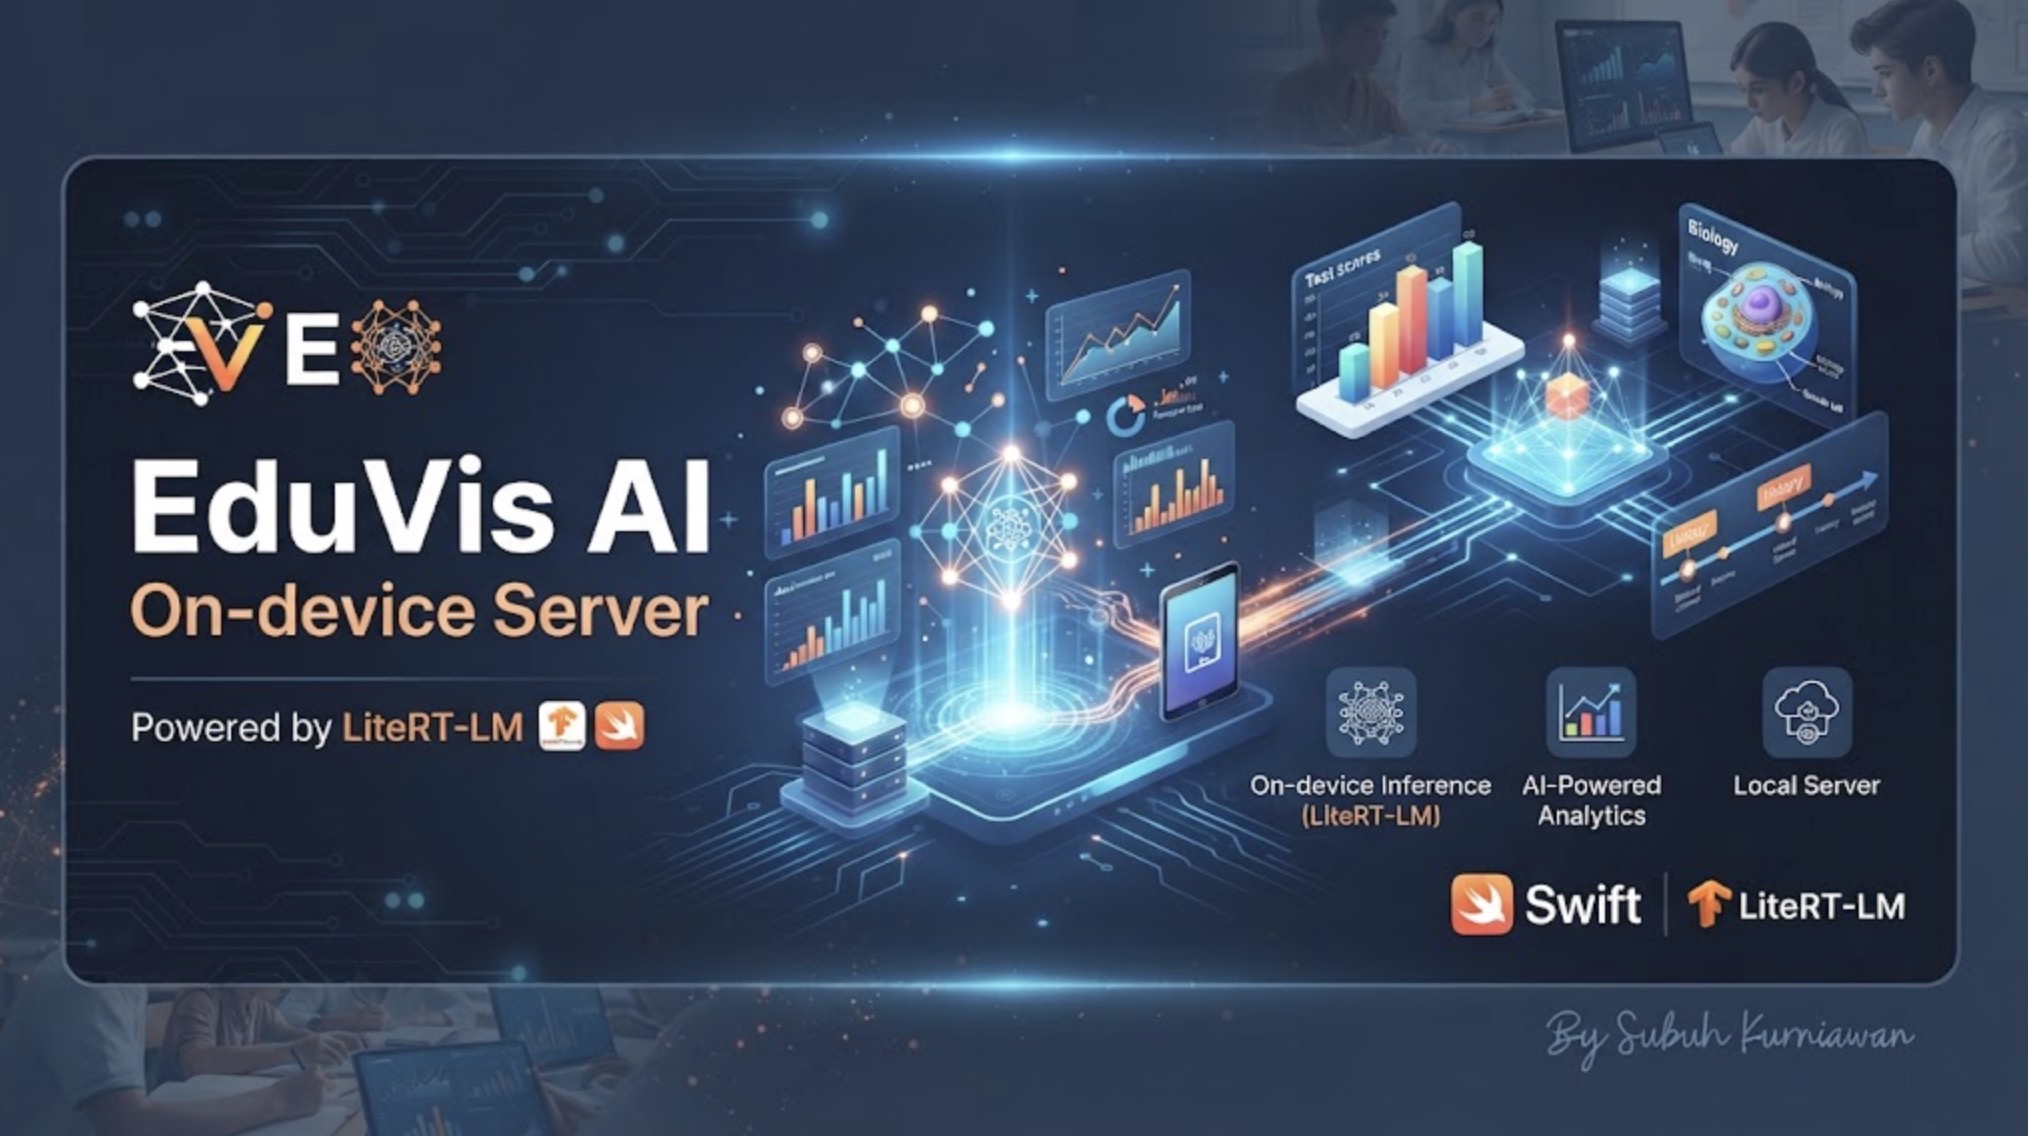 VE
EduVis AI
On-device Server
Powered by LiteRT-LM
Test Scores
Biology
On-device Inference
(LiteRT-LM)
AI-Powered
Analytics
Local Server
Swift
LiteRT-LM
By Subuh Kurniawan